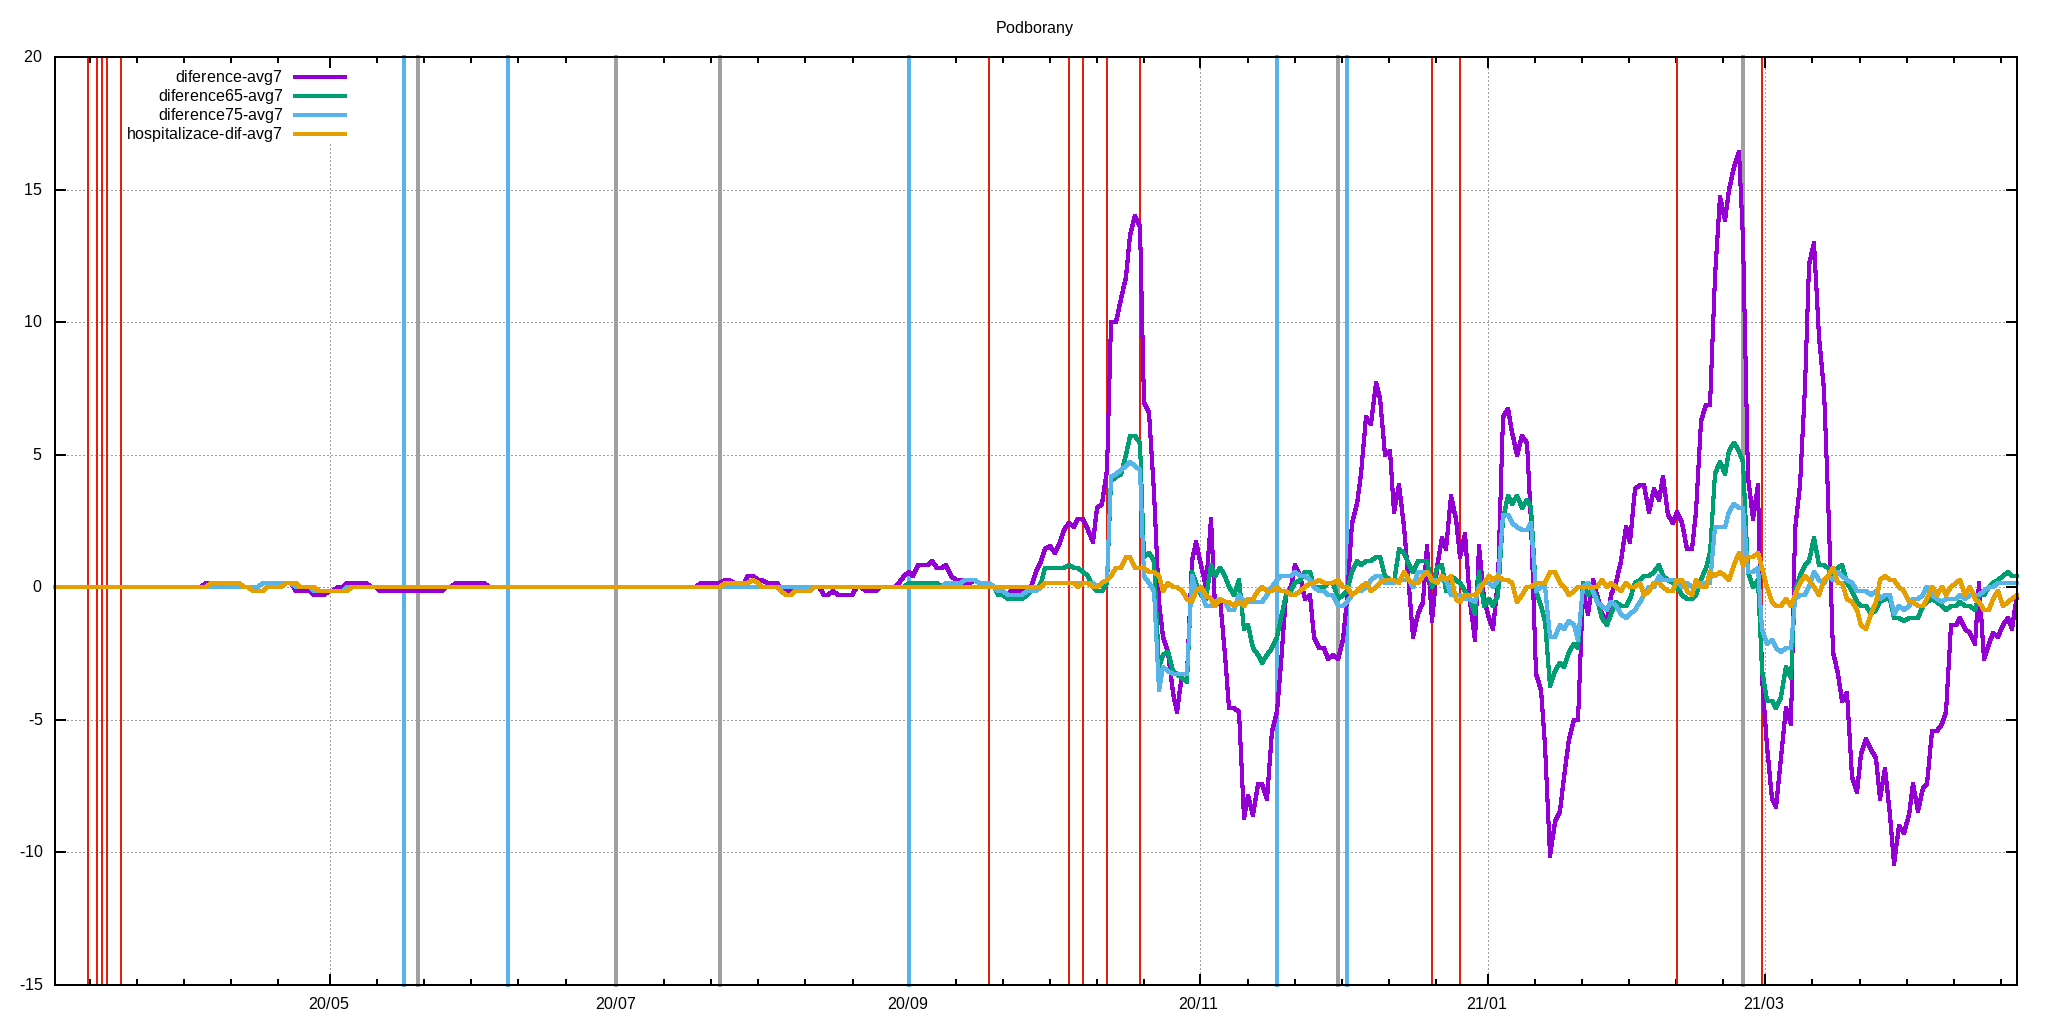 Podborany
20
diference-avg7
diference65-avg7
diference75-avg7
hospitalizace-dif-avg7
15
10
5
0
-5
-10
-15
20/05 20/07 20/09 20/11 21/01 21/03